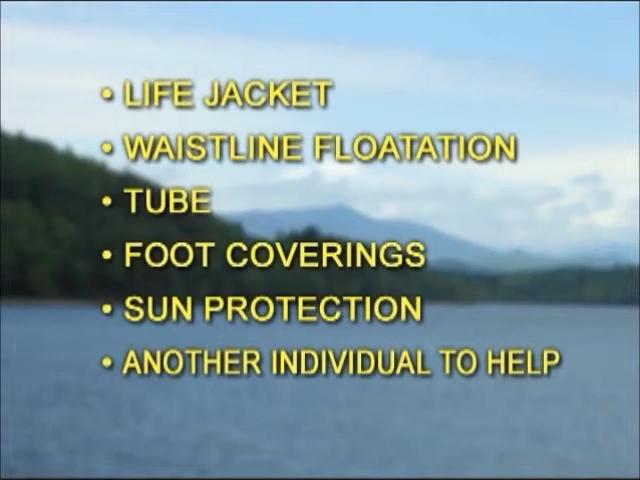 • LIFE JACKET
• WAISTLINE FLOATATION
• TUBE
• FOOT COVERINGS
• SUN PROTECTION
• ANOTHER INDIVIDUAL TO HELP